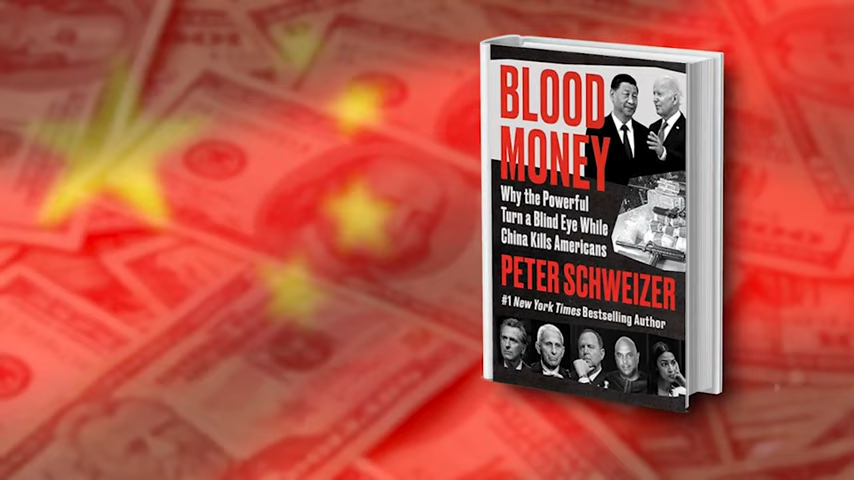 BLOOD
MONEY
Why the Powerful
Turn a Blind Eye While
China Kills Americans
PETER SCHWEIZER
#1 New York Times Bestselling Author